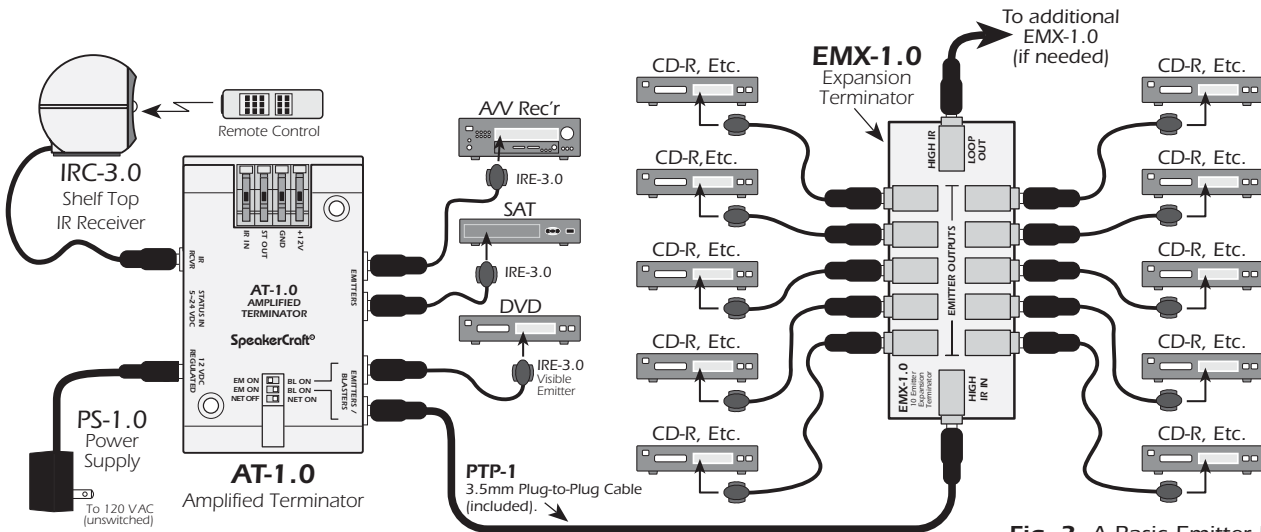 To additional
EMX-1.0
(if needed)
EMX-1.0
Expansion
Terminator
CD-R, Etc.
CD-R, Etc.
A/V Rec'r
Remote Control
HIGH IR
LOOP
OUT
IRC-3.0
Shelf Top
IR Receiver
IRE-3.0
CD-R,Etc.
CD-R, Etc.
SAT
IR IN
ST OUT
GND
+12V
IR
RCVR
EMITTERS
IRE-3.0
EMITTER OUTPUTS
CD-R, Etc.
CD-R, Etc.
STATUS IN
5-24 VDC
AT-1.0
AMPLIFIED
TERMINATOR
SpeakerCraft®
DVD
12 VDC
REGULATED
EM ON
EM ON
NET OFF
BL ON
BL ON
NET ON
EMITTERS /
BLASTERS
IRE-3.0
Visible
Emitter
CD-R, Etc.
CD-R, Etc.
EMX-1.0
10 Emitter
Expansion
Terminator
HIGH
IR IN
PS-1.0
Power
Supply
CD-R, Etc.
CD-R, Etc.
AT-1.0
Amplified Terminator
PTP-1
3.5mm Plug-to-Plug Cable
(included).
To 120 VAC
(unswitched)
Fig. 3 A Basic Emitter